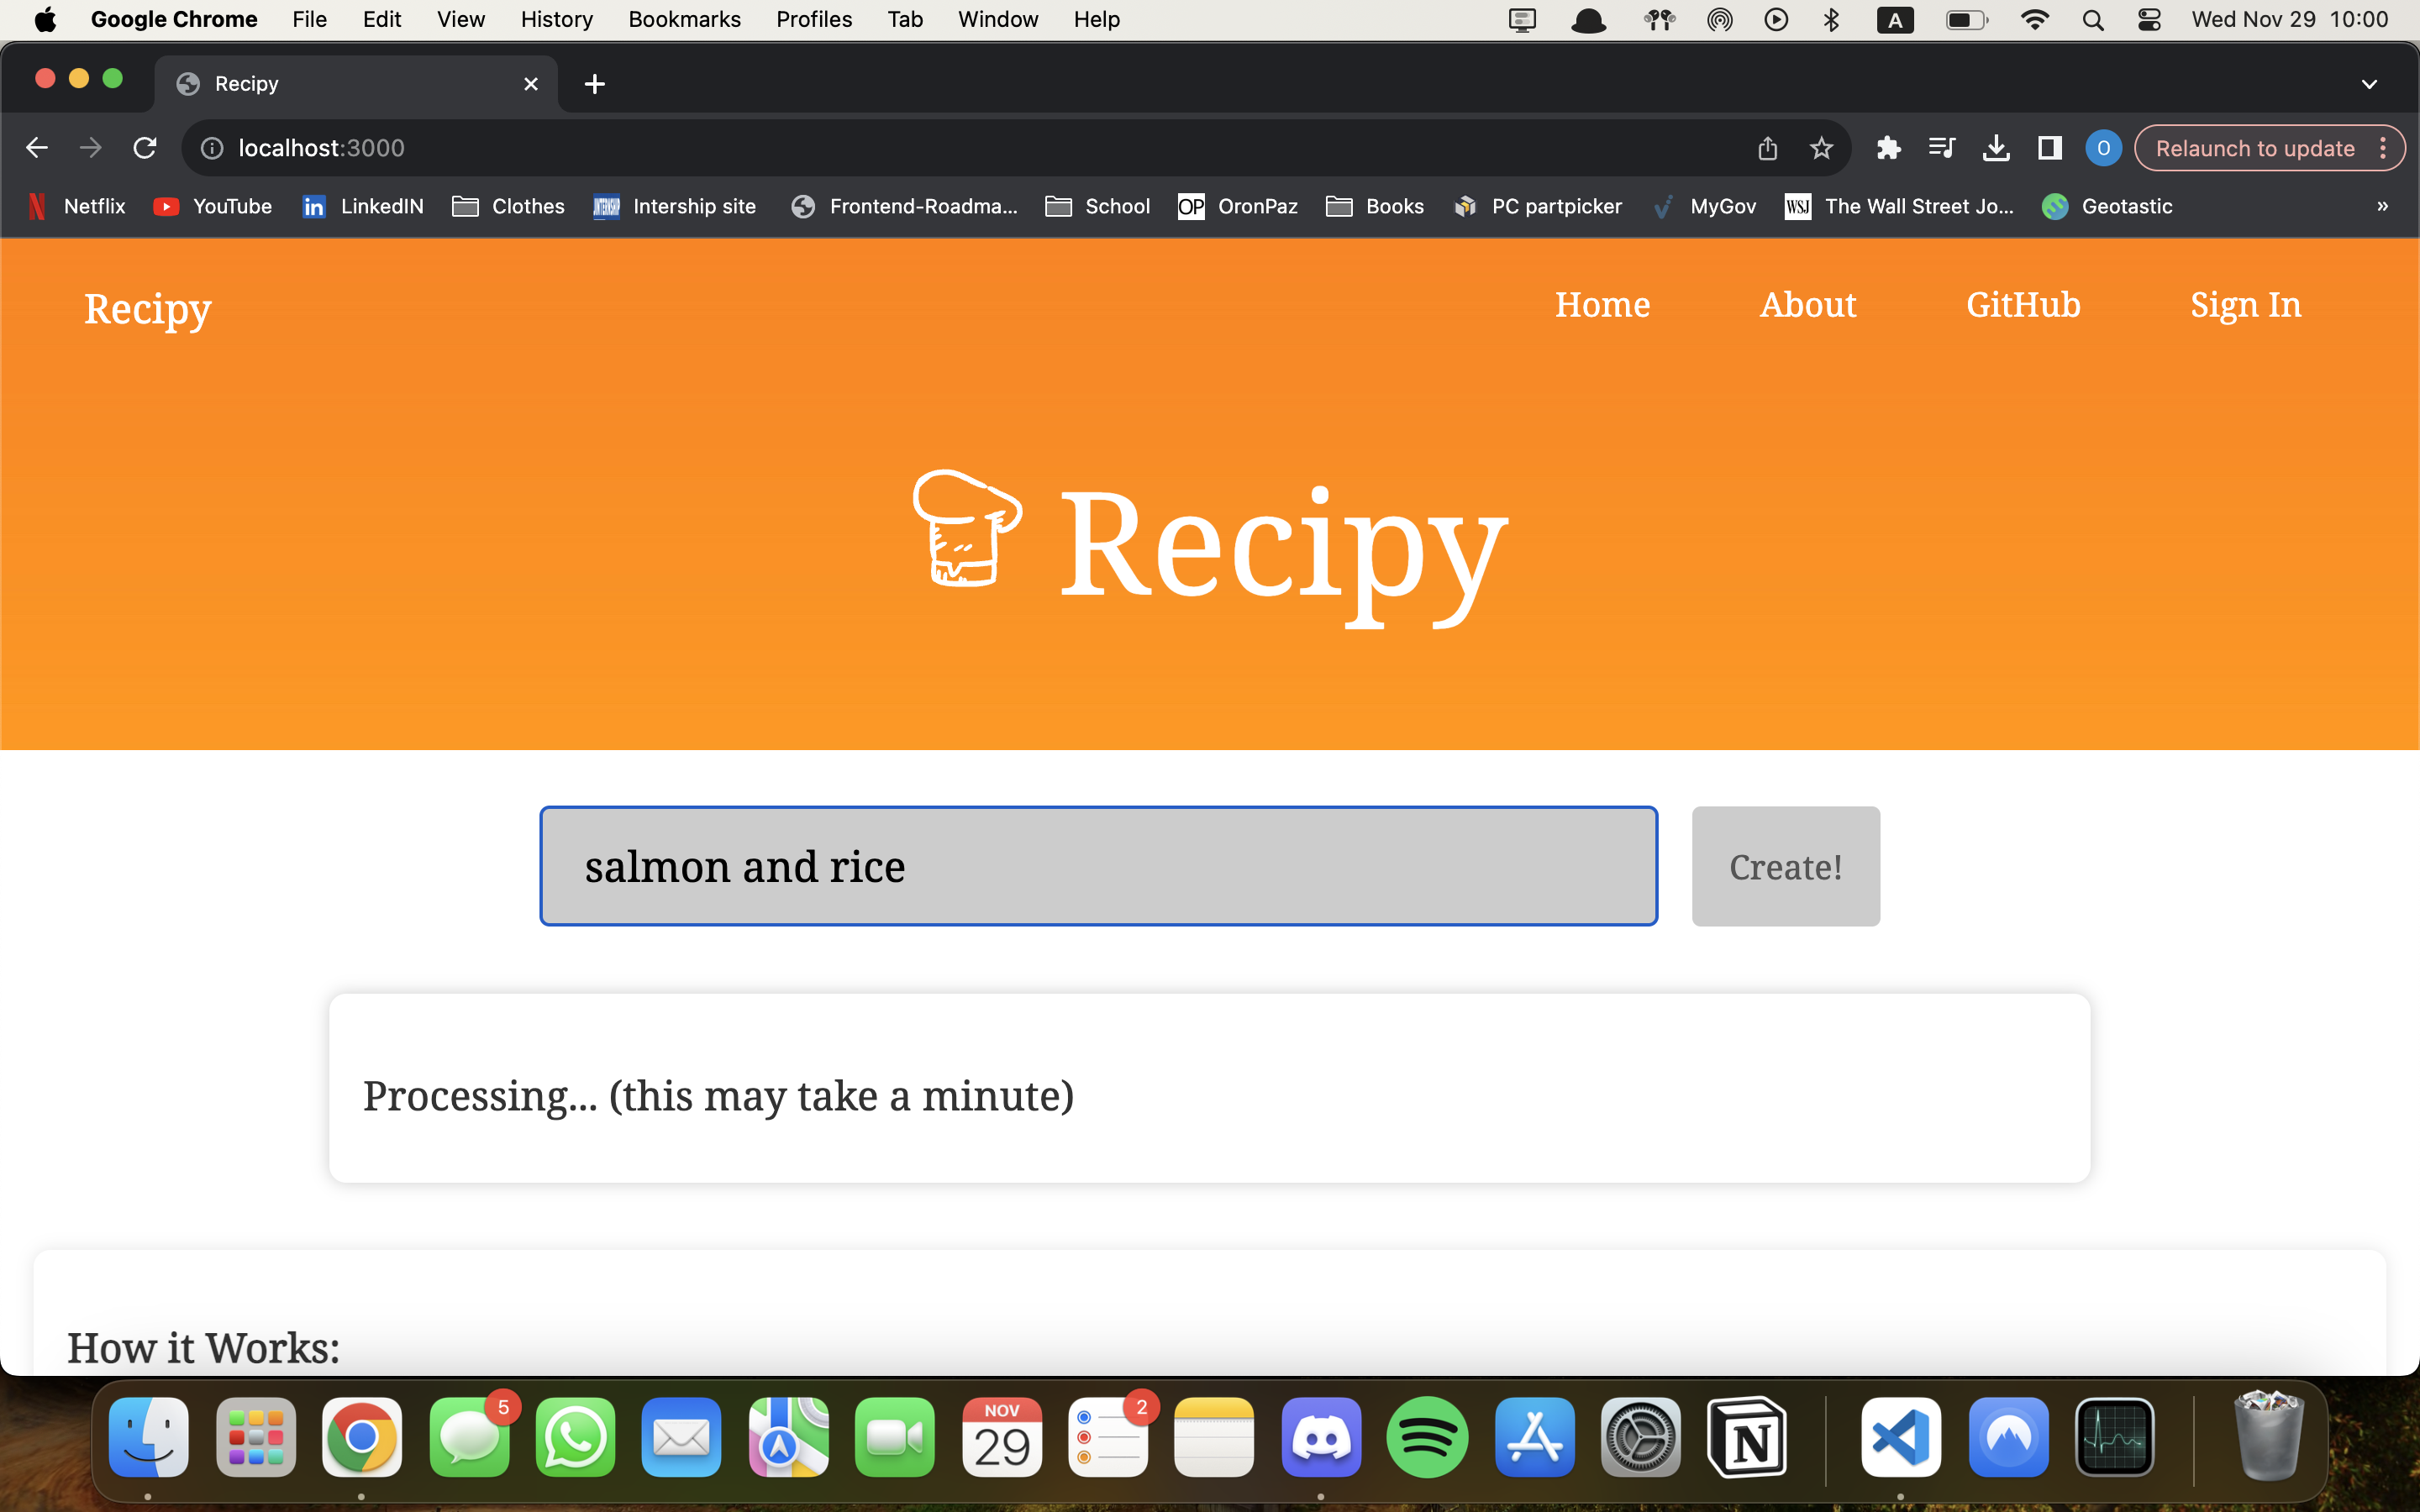 Google Chrome File Edit View History Bookmarks Profiles Tab Window Help A Wed Nov 29 10:00
Recipy
localhost:3000 O Relaunch to update
Netflix YouTube in LinkedIN Clothes Intership site Frontend-Roadma... School OP OronPaz Books PC partpicker MyGov WSJ The Wall Street Jo... Geotastic »
Recipy Home About GitHub Sign In
Recipy
salmon and rice Create!
Processing... (this may take a minute)
How it Works:
5 NOV 29 2 N